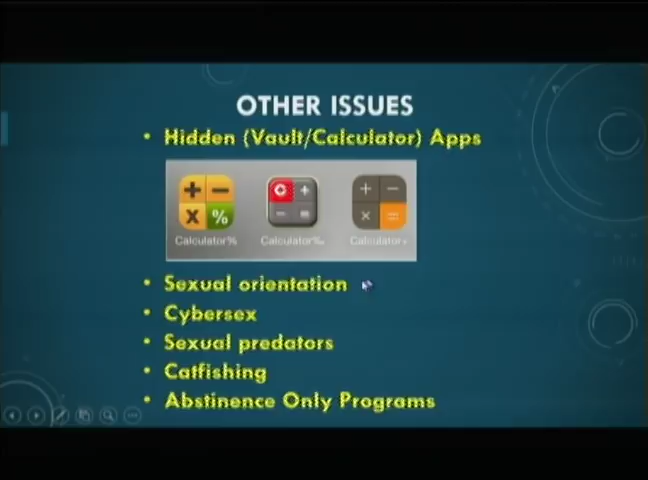 OTHER ISSUES
• Hidden (Vault/Calculator) Apps
Calculator% Calculator‰ Calculator+
• Sexual orientation
• Cybersex
• Sexual predators
• Catfishing
• Abstinence Only Programs